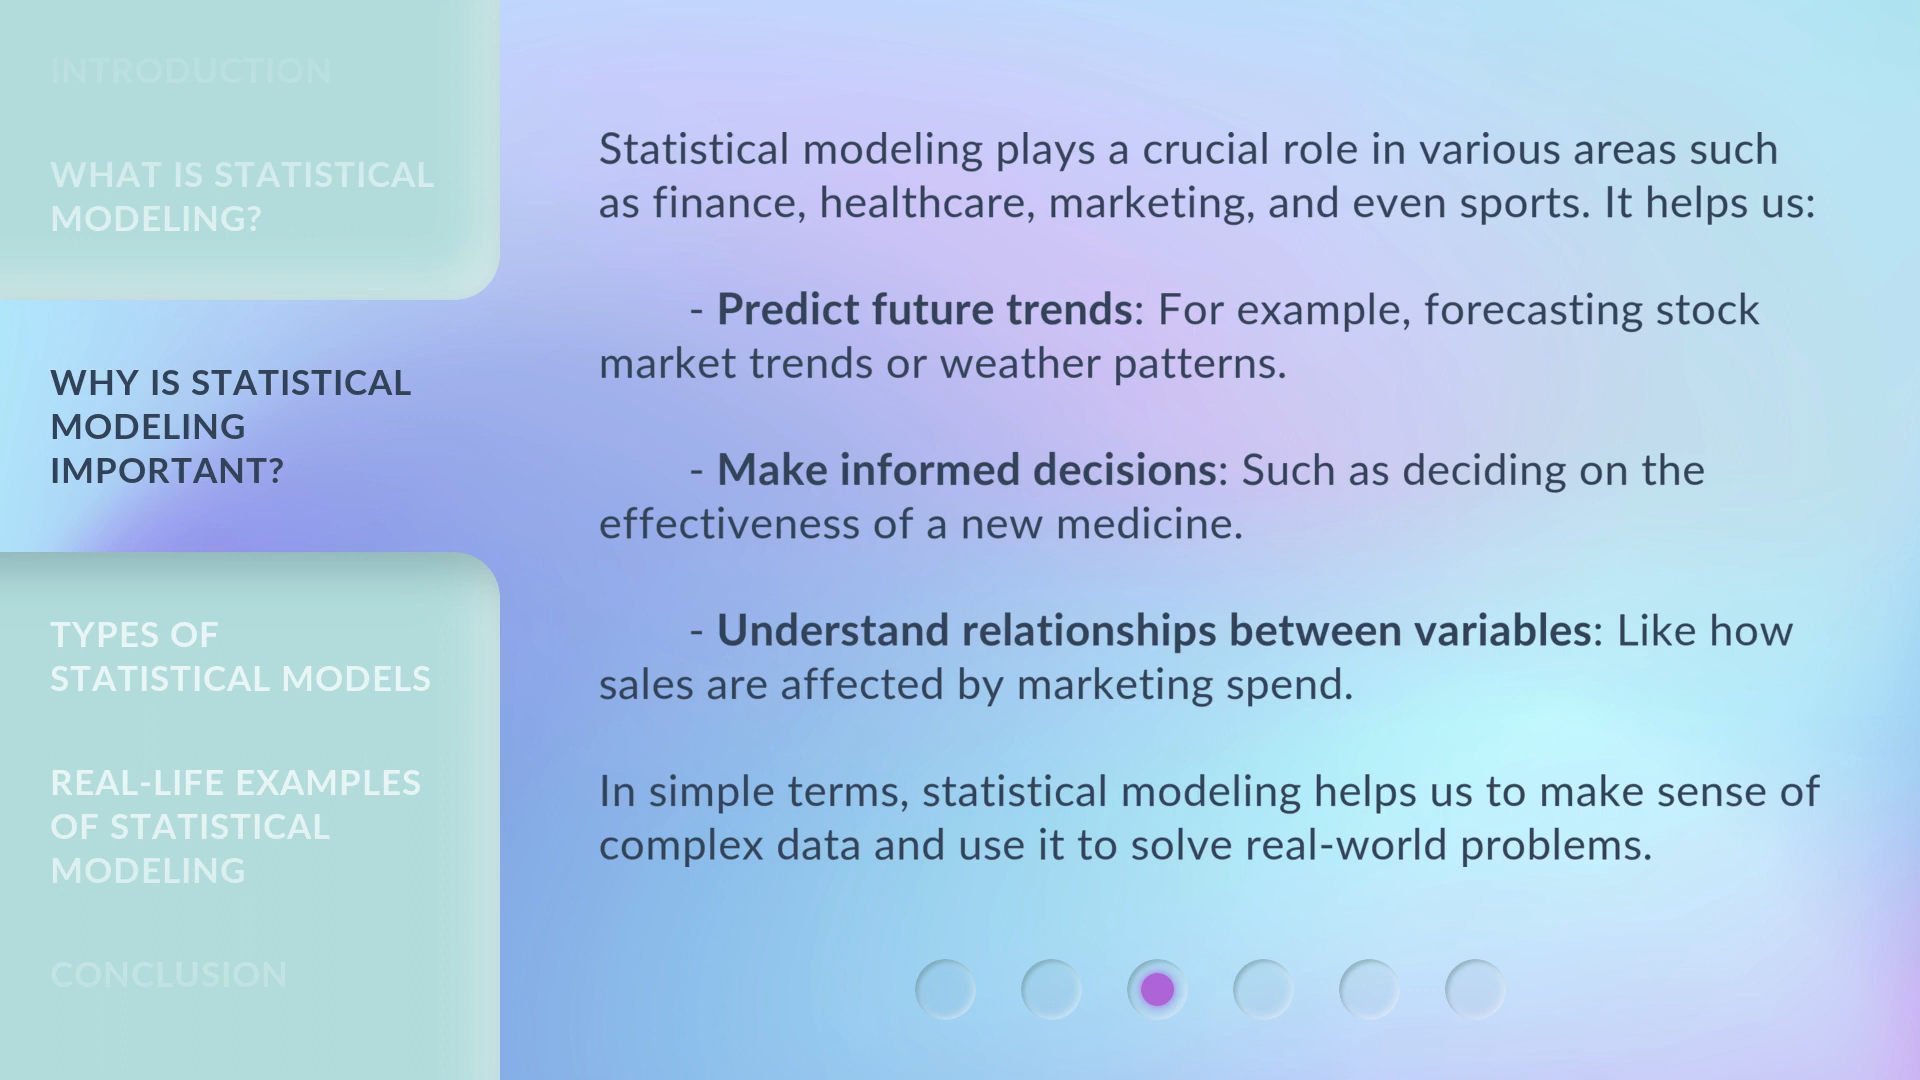 INTRODUCTION
WHAT IS STATISTICAL
MODELING?
WHY IS STATISTICAL
MODELING
IMPORTANT?
TYPES OF
STATISTICAL MODELS
REAL-LIFE EXAMPLES
OF STATISTICAL
MODELING
CONCLUSION
Statistical modeling plays a crucial role in various areas such
as finance, healthcare, marketing, and even sports. It helps us:
- Predict future trends: For example, forecasting stock
market trends or weather patterns.
- Make informed decisions: Such as deciding on the
effectiveness of a new medicine.
- Understand relationships between variables: Like how
sales are affected by marketing spend.
In simple terms, statistical modeling helps us to make sense of
complex data and use it to solve real-world problems.